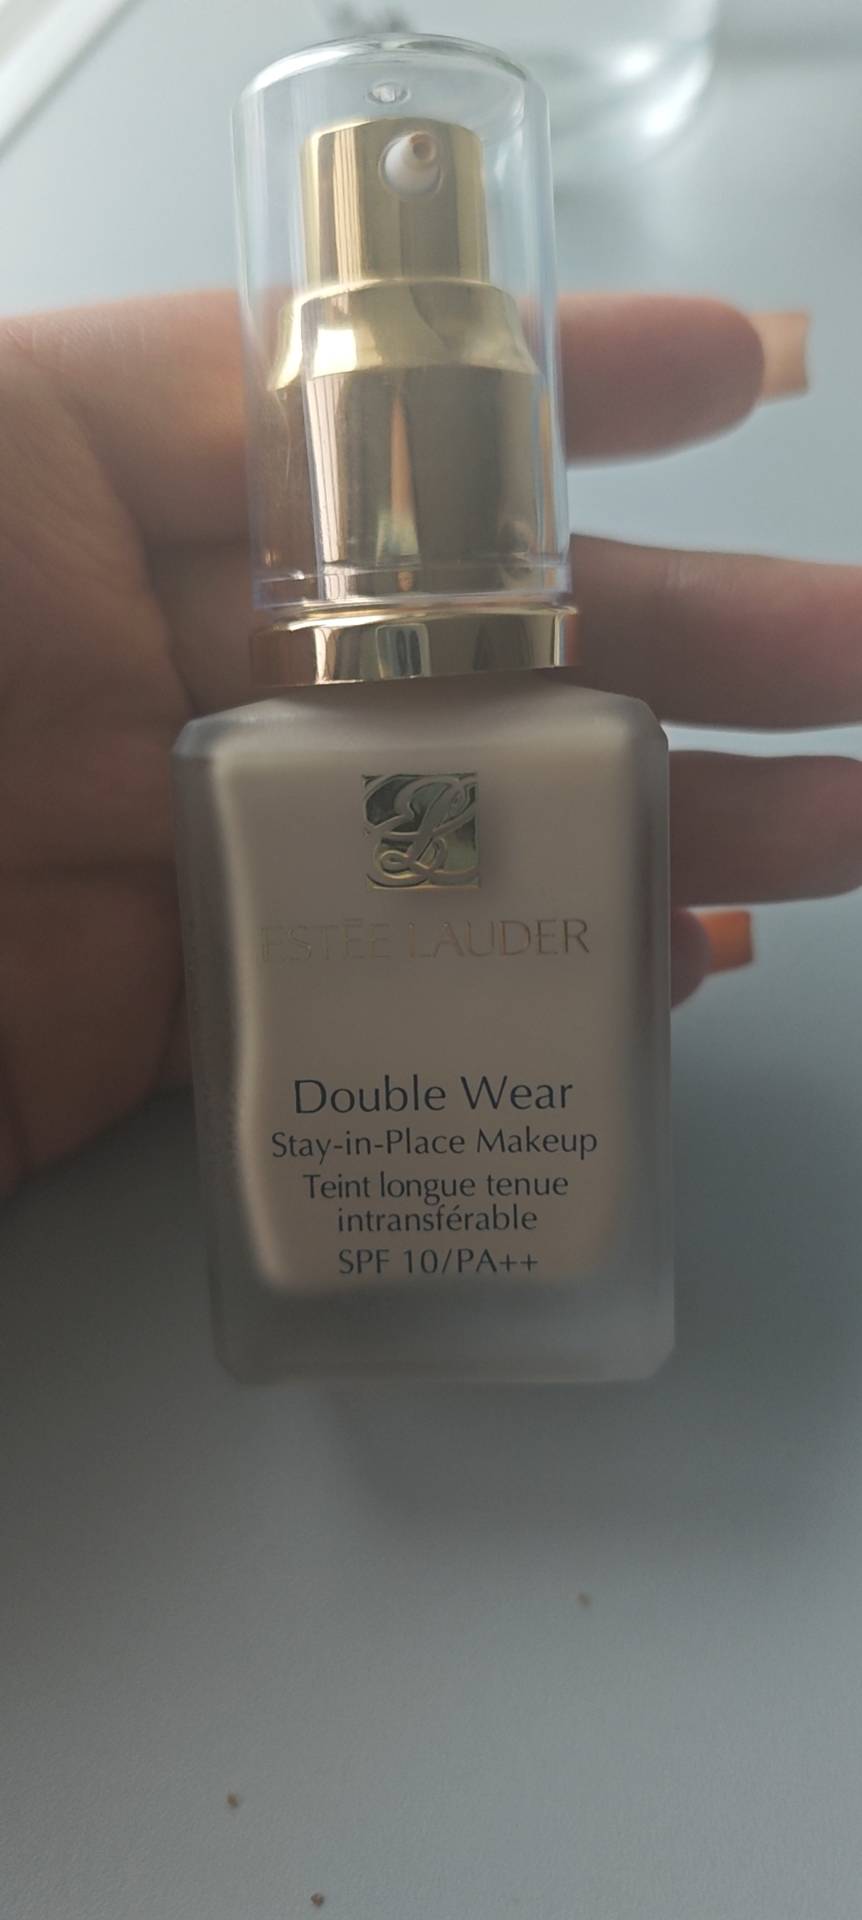 ESTĒE LAUDER
Double Wear
Stay-in-Place Makeup
Teint longue tenue
intransférable
SPF 10/PA++